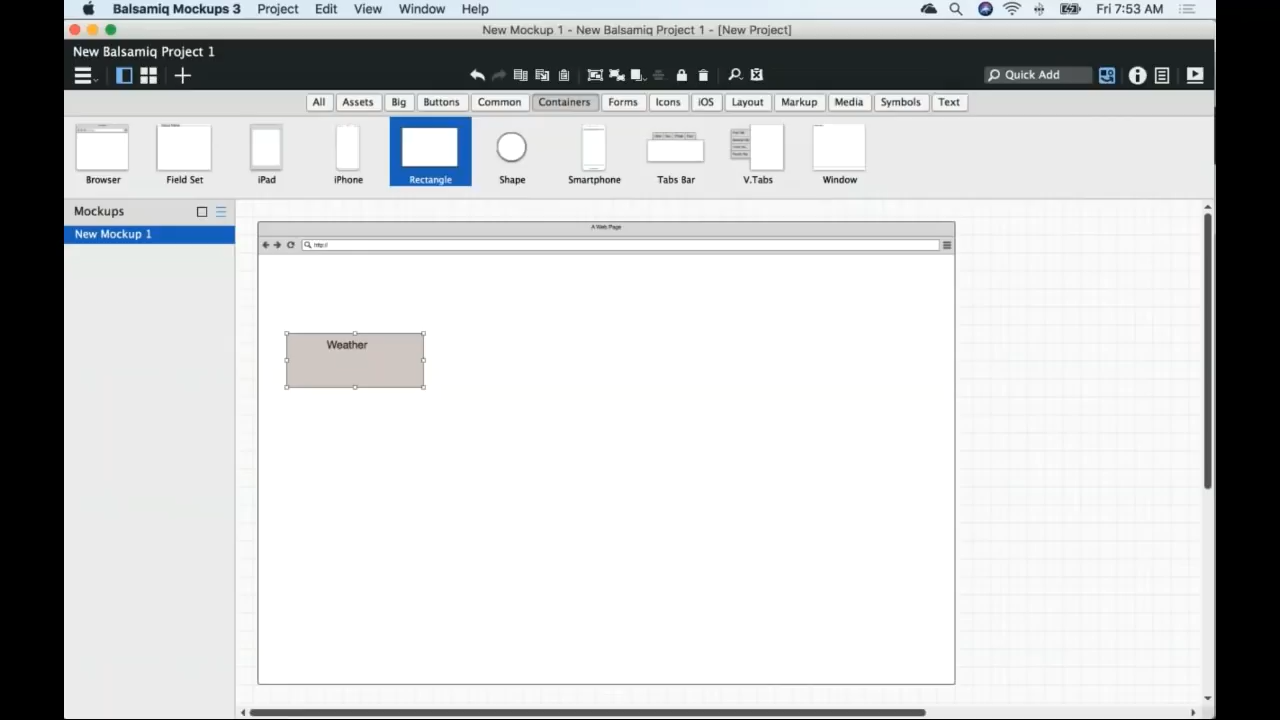 Balsamiq Mockups 3 Project Edit View Window Help Fri 7:53 AM
New Mockup 1 - New Balsamiq Project 1 - [New Project]
New Balsamiq Project 1
Quick Add
All Assets Big Buttons Common Containers Forms Icons iOS Layout Markup Media Symbols Text
Browser Field Set iPad iPhone Rectangle Shape Smartphone Tabs Bar V.Tabs Window
Mockups
New Mockup 1
A Web Page
http://
Weather